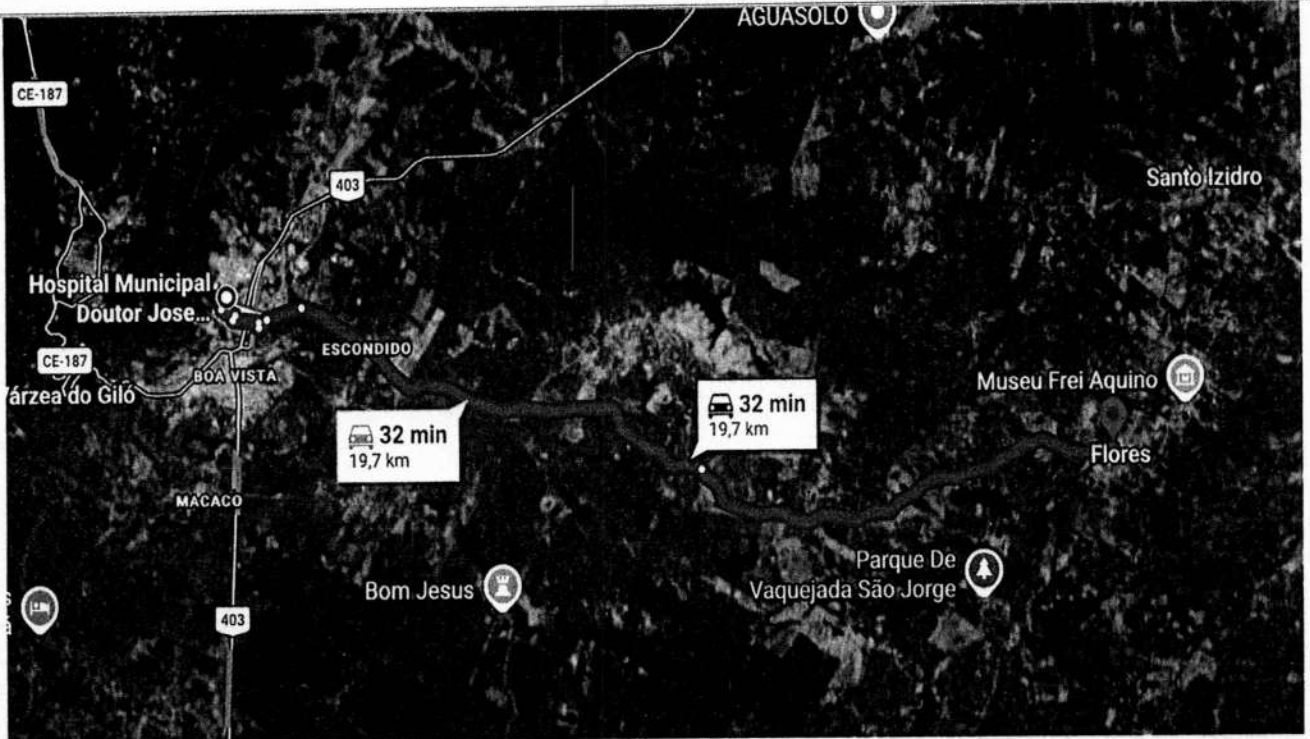 AGUASOLO
CE-187
403
Santo Izidro
Hospital Municipal
Doutor Jose...
ESCONDIDO
CE-187
BOA VISTA
Várzea do Giló
Museu Frei Aquino
32 min
19,7 km
32 min
19,7 km
Flores
MACACO
Parque De
Vaquejada São Jorge
Bom Jesus
403